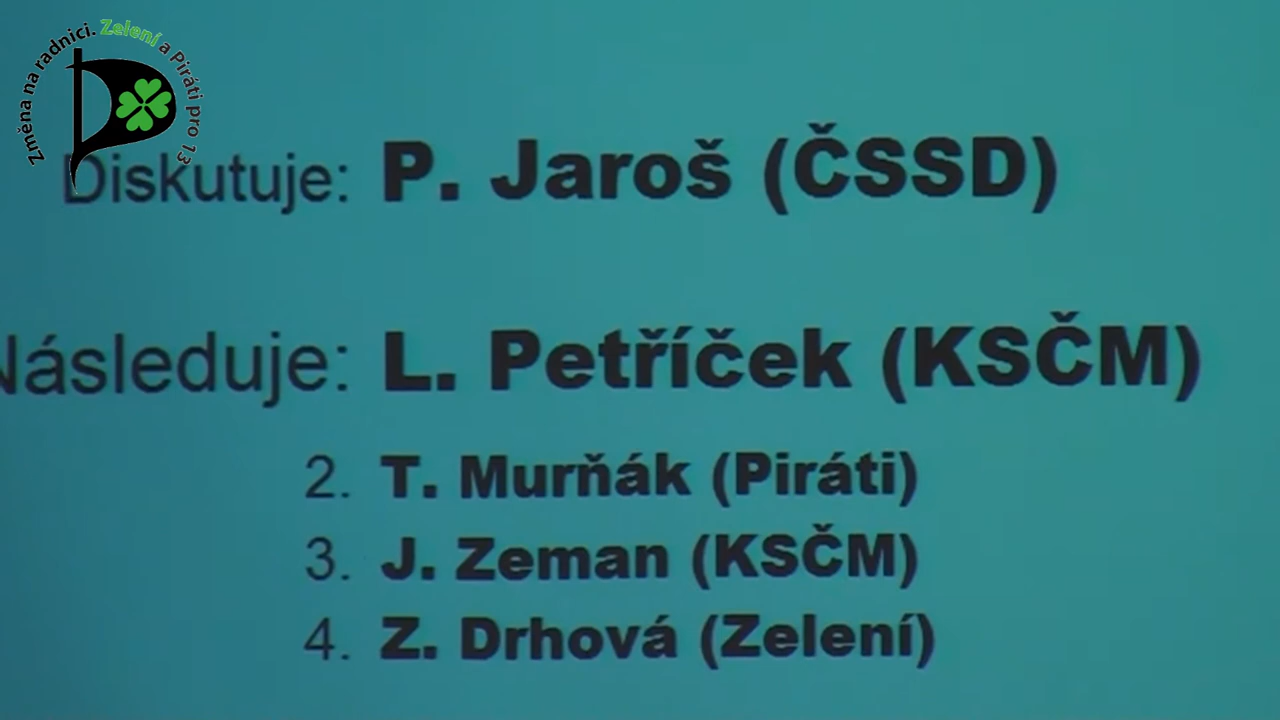 Změna na radnici. Zelení a Piráti pro 13
Diskutuje: P. Jaroš (ČSSD)
Následuje: L. Petříček (KSČM)
2. T. Murňák (Piráti)
3. J. Zeman (KSČM)
4. Z. Drhová (Zelení)